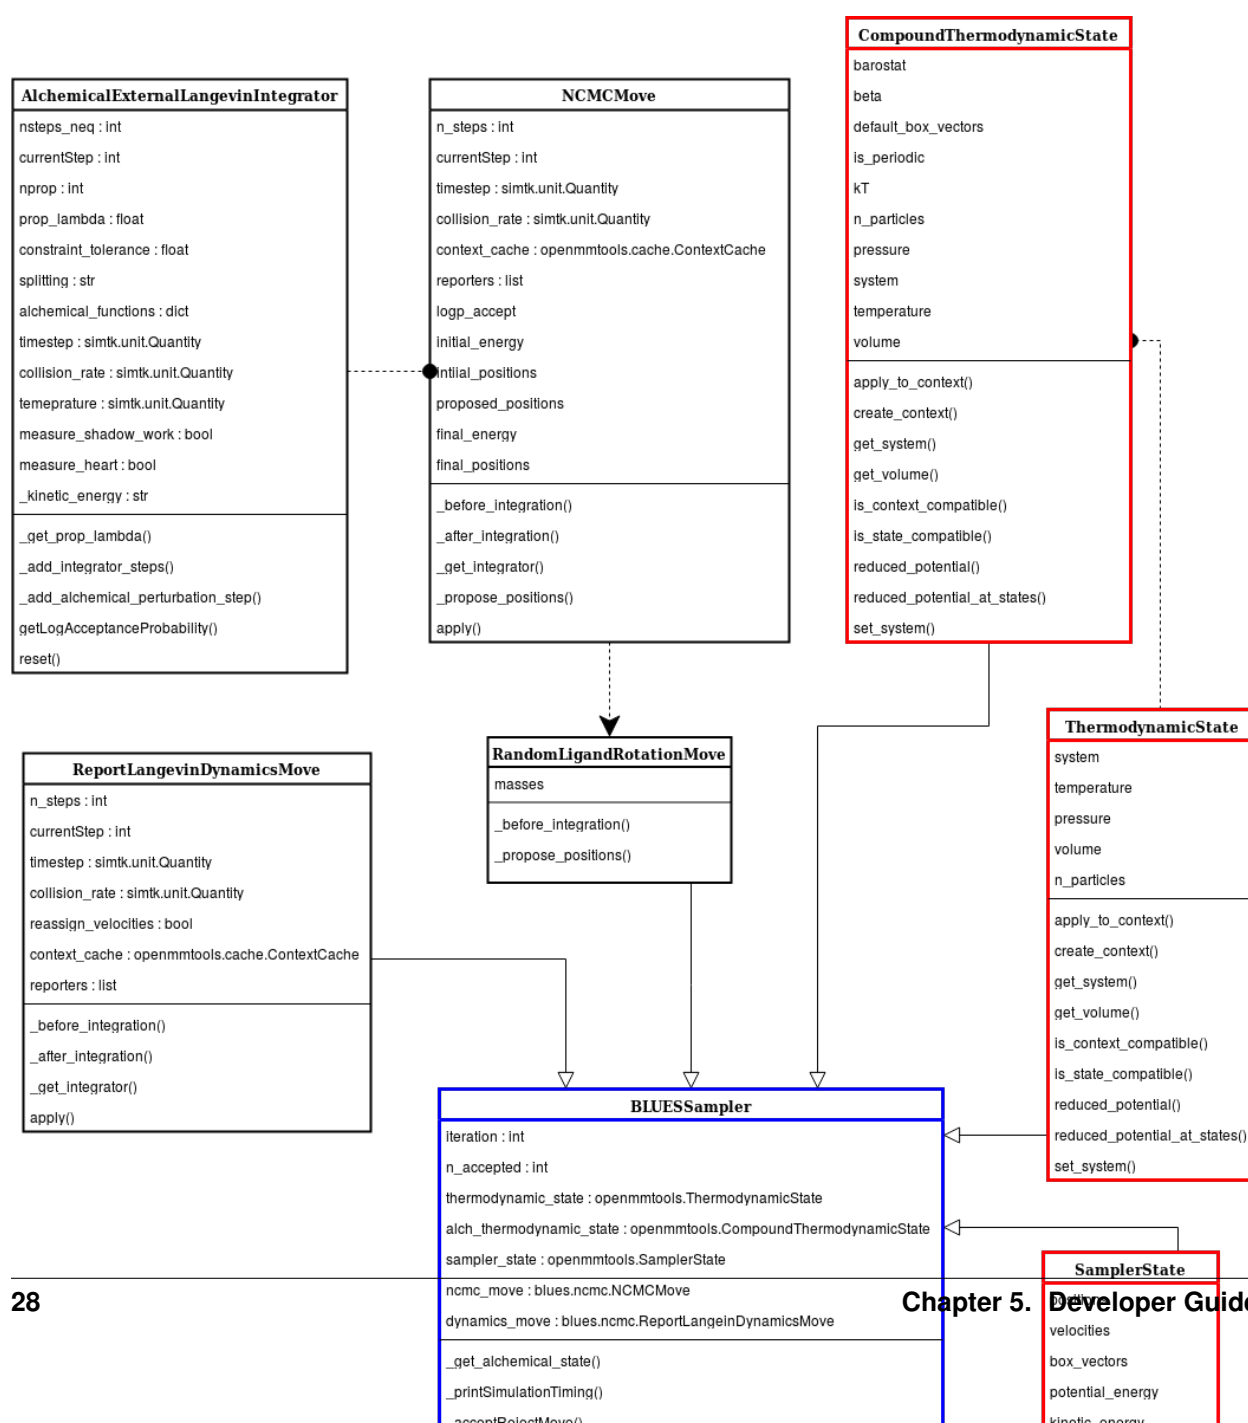 CompoundThermodynamicState
barostat
beta
default_box_vectors
is_periodic
kT
n_particles
pressure
system
temperature
volume
apply_to_context()
create_context()
get_system()
get_volume()
is_context_compatible()
is_state_compatible()
reduced_potential()
reduced_potential_at_states()
set_system()
AlchemicalExternalLangevinIntegrator
nsteps_neq : int
currentStep : int
nprop : int
prop_lambda : float
constraint_tolerance : float
splitting : str
alchemical_functions : dict
timestep : simtk.unit.Quantity
collision_rate : simtk.unit.Quantity
temeprature : simtk.unit.Quantity
measure_shadow_work : bool
measure_heart : bool
_kinetic_energy : str
_get_prop_lambda()
_add_integrator_steps()
_add_alchemical_perturbation_step()
getLogAcceptanceProbability()
reset()
NCMCMove
n_steps : int
currentStep : int
timestep : simtk.unit.Quantity
collision_rate : simtk.unit.Quantity
context_cache : openmmtools.cache.ContextCache
reporters : list
logp_accept
initial_energy
intiial_positions
proposed_positions
final_energy
final_positions
_before_integration()
_after_integration()
_get_integrator()
_propose_positions()
apply()
RandomLigandRotationMove
masses
_before_integration()
_propose_positions()
ReportLangevinDynamicsMove
n_steps : int
currentStep : int
timestep : simtk.unit.Quantity
collision_rate : simtk.unit.Quantity
reassign_velocities : bool
context_cache : openmmtools.cache.ContextCache
reporters : list
_before_integration()
_after_integration()
_get_integrator()
apply()
ThermodynamicState
system
temperature
pressure
volume
n_particles
apply_to_context()
create_context()
get_system()
get_volume()
is_context_compatible()
is_state_compatible()
reduced_potential()
reduced_potential_at_states()
set_system()
BLUESSampler
iteration : int
n_accepted : int
thermodynamic_state : openmmtools.ThermodynamicState
alch_thermodynamic_state : openmmtools.CompoundThermodynamicState
sampler_state : openmmtools.SamplerState
ncmc_move : blues.ncmc.NCMCMove
dynamics_move : blues.ncmc.ReportLangeinDynamicsMove
_get_alchemical_state()
_printSimulationTiming()
_acceptRejectMove()
SamplerState
positions
velocities
box_vectors
potential_energy
kinetic_energy
28
Chapter 5. Developer Guide